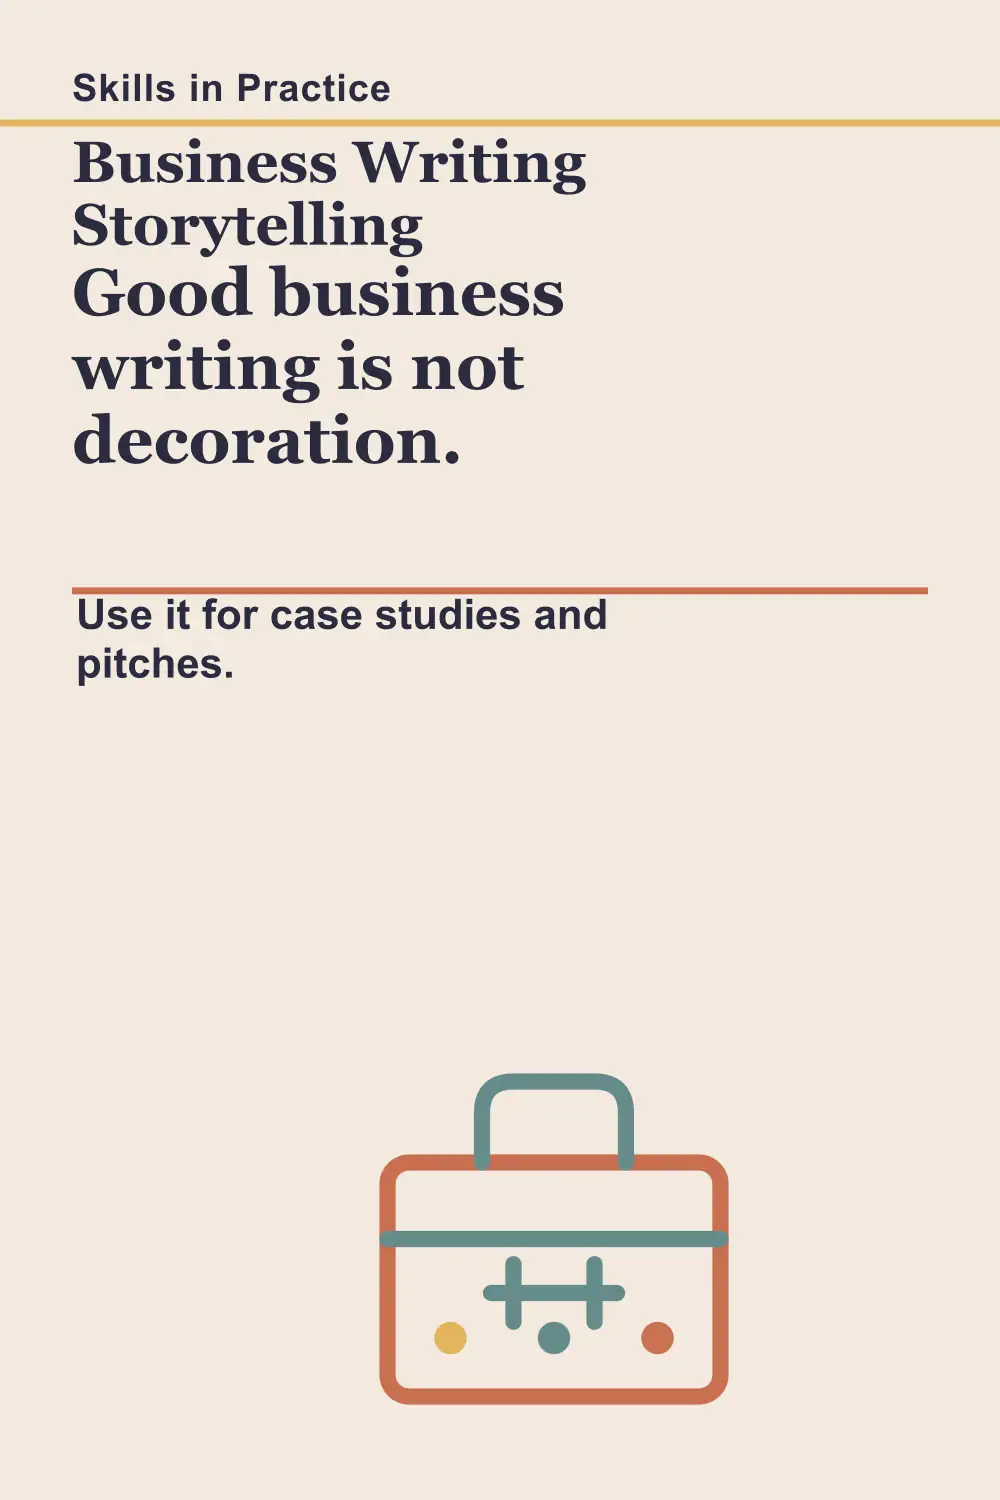 Skills in Practice
Business Writing
Storytelling
Good business
writing is not
decoration.
Use it for case studies and
pitches.